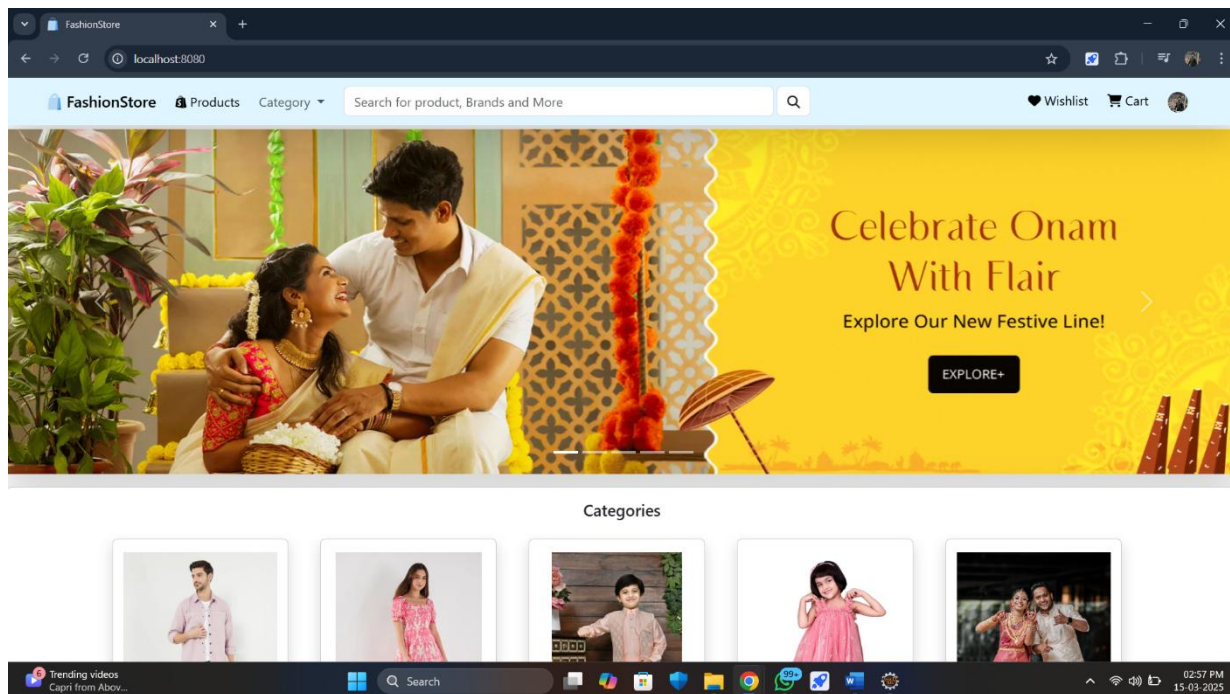 FashionStore
localhost:8080
FashionStore Products Category Search for product, Brands and More Wishlist Cart
Celebrate Onam
With Flair
Explore Our New Festive Line!
EXPLORE+
Categories
6 Trending videos
Capri from Abov...
Search
99+
02:57 PM
15-03-2025